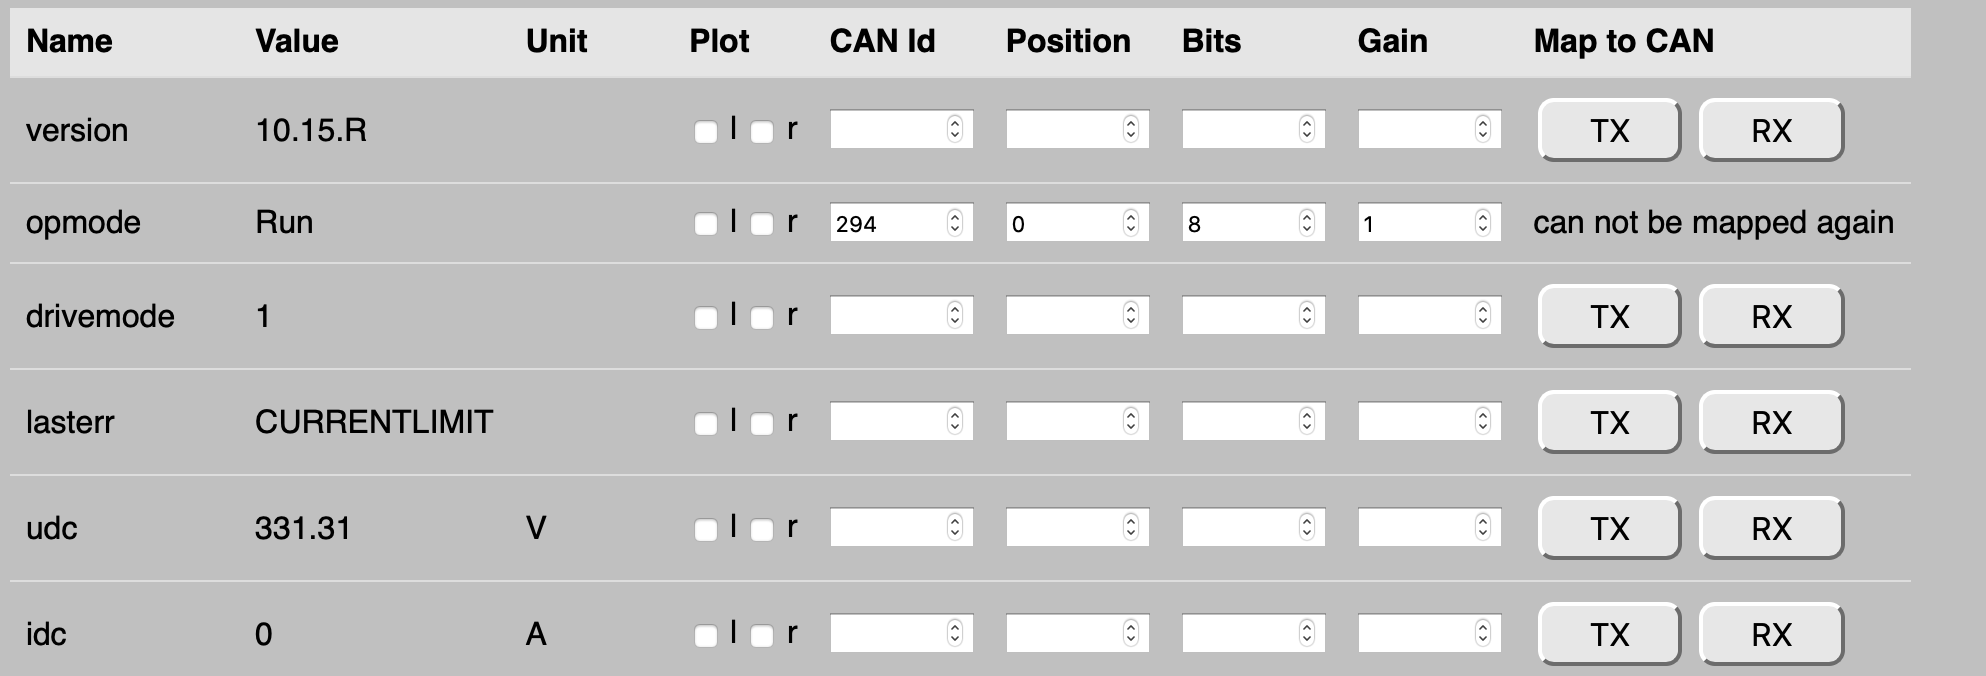 Name Value Unit Plot CAN Id Position Bits Gain Map to CAN
version 10.15.R l r TX RX
opmode Run l r 294 0 8 1 can not be mapped again
drivemode 1 l r TX RX
lasterr CURRENTLIMIT l r TX RX
udc 331.31 V l r TX RX
idc 0 A l r TX RX